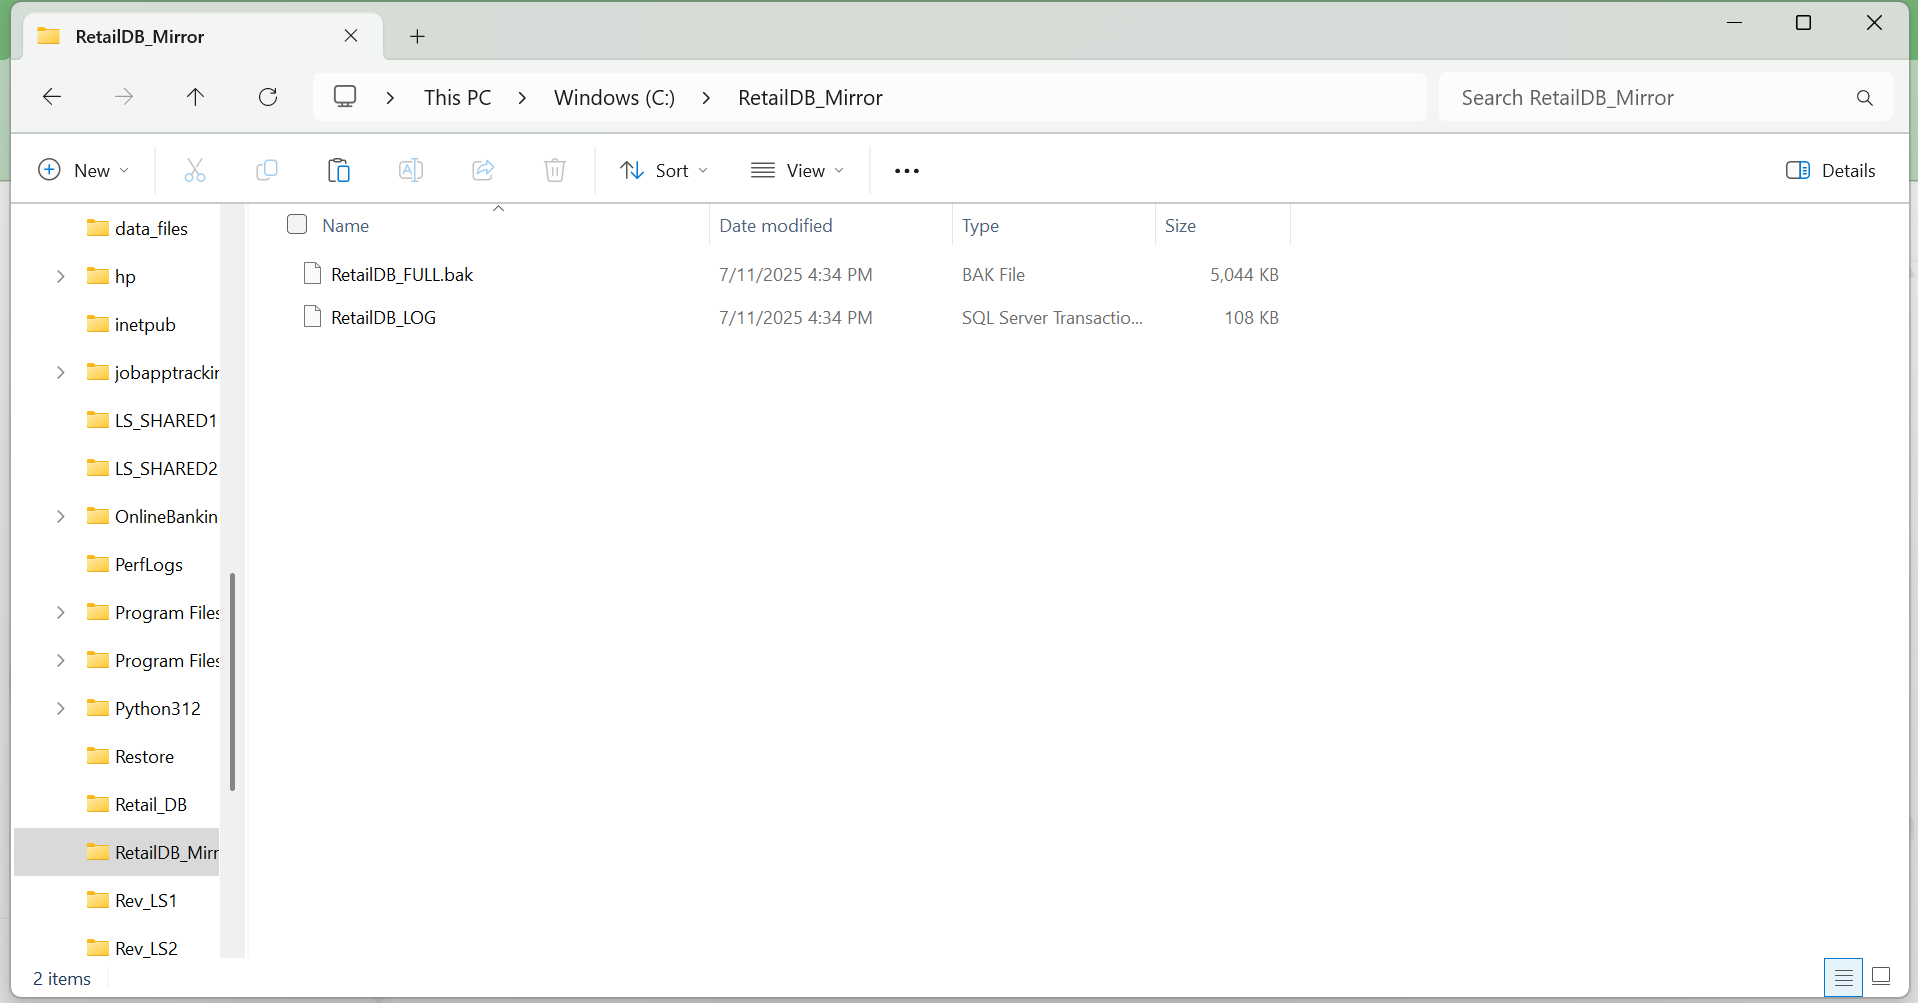 RetailDB_Mirror
This PC
Windows (C:)
RetailDB_Mirror
Search RetailDB_Mirror
New
Sort
View
Details
data_files
hp
inetpub
jobapptrackin
LS_SHARED1
LS_SHARED2
OnlineBankin
PerfLogs
Program Files
Program Files
Python312
Restore
Retail_DB
RetailDB_Mirr
Rev_LS1
Rev_LS2
Name Date modified Type Size
RetailDB_FULL.bak 7/11/2025 4:34 PM BAK File 5,044 KB
RetailDB_LOG 7/11/2025 4:34 PM SQL Server Transactio... 108 KB
2 items